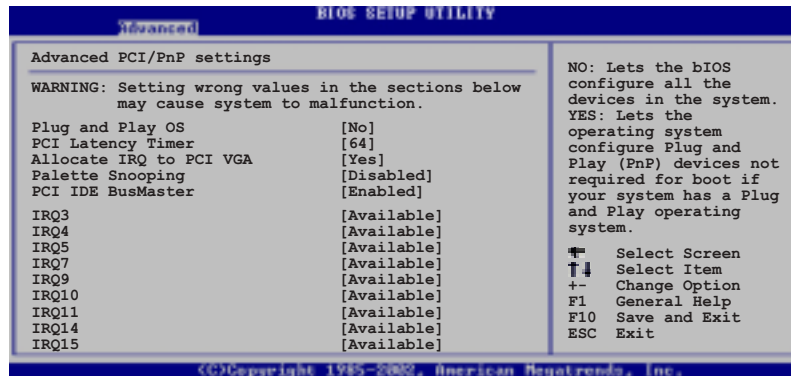 BIOS SETUP UTILITY
Advanced
Advanced PCI/PnP settings
WARNING: Setting wrong values in the sections below
may cause system to malfunction.
Plug and Play OS [No]
PCI Latency Timer [64]
Allocate IRQ to PCI VGA [Yes]
Palette Snooping [Disabled]
PCI IDE BusMaster [Enabled]
IRQ3 [Available]
IRQ4 [Available]
IRQ5 [Available]
IRQ7 [Available]
IRQ9 [Available]
IRQ10 [Available]
IRQ11 [Available]
IRQ14 [Available]
IRQ15 [Available]
NO: Lets the bIOS
configure all the
devices in the system.
YES: Lets the
operating system
configure Plug and
Play (PnP) devices not
required for boot if
your system has a Plug
and Play operating
system.
Select Screen
Select Item
+- Change Option
F1 General Help
F10 Save and Exit
ESC Exit
(C)Copyright 1985-2002, American Megatrends, Inc.